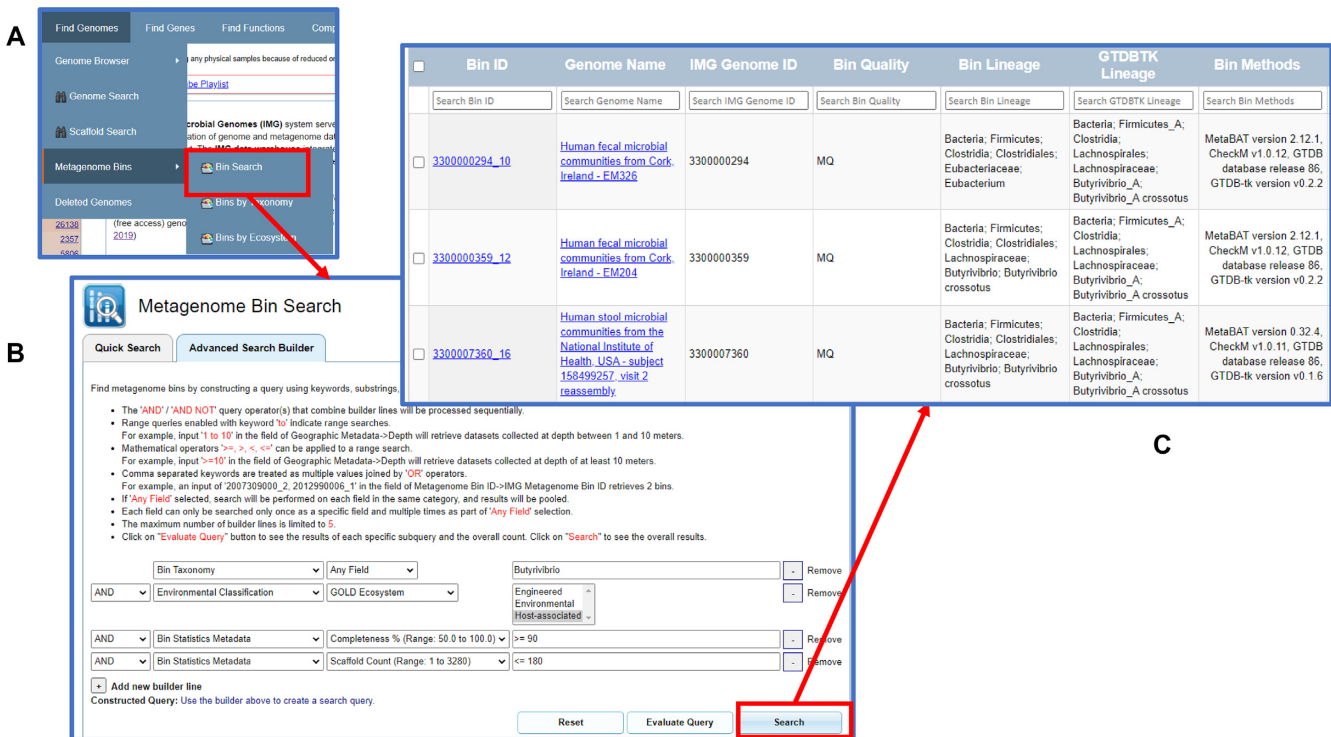 A
Find Genomes Find Genes Find Functions
Genome Browser
any physical samples because of reduced
Playlist
Genome Search
Genomes (IMG) system
Scaffold Search
of genome and metagenome
Metagenome Bins
Bin Search
Deleted Genomes
Bins by Taxonomy
26138
(free access)
2357
2019)
Bins by Ecosystem
5806
B
Metagenome Bin Search
Quick Search Advanced Search Builder
Find metagenome bins by constructing a query using keywords, substrings,
• The 'AND' / 'AND NOT' query operator(s) that combine builder lines will be processed sequentially.
• Range queries enabled with keyword 'to' indicate range searches.
For example, input '1 to 10' in the field of Geographic Metadata->Depth will retrieve datasets collected at depth between 1 and 10 meters.
• Mathematical operators '>=, >, <, <=' can be applied to a range search.
For example, input '>=10' in the field of Geographic Metadata->Depth will retrieve datasets collected at depth of at least 10 meters.
• Comma separated keywords are treated as multiple values joined by 'OR' operators.
For example, an input of '2007309000_2, 2012990006_1' in the field of Metagenome Bin ID->IMG Metagenome Bin ID retrieves 2 bins.
• If 'Any Field' selected, search will be performed on each field in the same category, and results will be pooled.
• Each field can only be searched only once as a specific field and multiple times as part of 'Any Field' selection.
• The maximum number of builder lines is limited to 5.
• Click on "Evaluate Query" button to see the results of each specific subquery and the overall count. Click on "Search" to see the overall results.
Bin Taxonomy Any Field Butyrivibrio - Remove
AND Environmental Classification GOLD Ecosystem Engineered - Remove
Environmental
Host-associated
AND Bin Statistics Metadata Completeness % (Range: 50.0 to 100.0) >= 90 - Remove
AND Bin Statistics Metadata Scaffold Count (Range: 1 to 3280) <= 180 - Remove
+ Add new builder line
Constructed Query: Use the builder above to create a search query.
Reset Evaluate Query Search
Bin ID Genome Name IMG Genome ID Bin Quality Bin Lineage GTDBTK Lineage Bin Methods
Search Bin ID Search Genome Name Search IMG Genome ID Search Bin Quality Search Bin Lineage Search GTDBTK Lineage Search Bin Methods
3300000294_10
Human fecal microbial
communities from Cork,
Ireland - EM326
3300000294
MQ
Bacteria; Firmicutes;
Clostridia; Clostridiales;
Eubacteriaceae;
Eubacterium
Bacteria; Firmicutes_A;
Clostridia;
Lachnospirales;
Lachnospiraceae;
Butyrivibrio_A;
Butyrivibrio_A crossotus
MetaBAT version 2.12.1,
CheckM v1.0.12, GTDB
database release 86,
GTDB-tk version v0.2.2
3300000359_12
Human fecal microbial
communities from Cork,
Ireland - EM204
3300000359
MQ
Bacteria; Firmicutes;
Clostridia; Clostridiales;
Lachnospiraceae;
Butyrivibrio; Butyrivibrio
crossotus
Bacteria; Firmicutes_A;
Clostridia;
Lachnospirales;
Lachnospiraceae;
Butyrivibrio_A;
Butyrivibrio_A crossotus
MetaBAT version 2.12.1,
CheckM v1.0.12, GTDB
database release 86,
GTDB-tk version v0.2.2
3300007360_16
Human stool microbial
communities from the
National Institute of
Health, USA - subject
158499257, visit 2
reassembly
3300007360
MQ
Bacteria; Firmicutes;
Clostridia; Clostridiales;
Lachnospiraceae;
Butyrivibrio; Butyrivibrio
crossotus
Bacteria; Firmicutes_A;
Clostridia;
Lachnospirales;
Lachnospiraceae;
Butyrivibrio_A;
Butyrivibrio_A crossotus
MetaBAT version 0.32.4,
CheckM v1.0.11, GTDB
database release 86,
GTDB-tk version v0.1.6
C